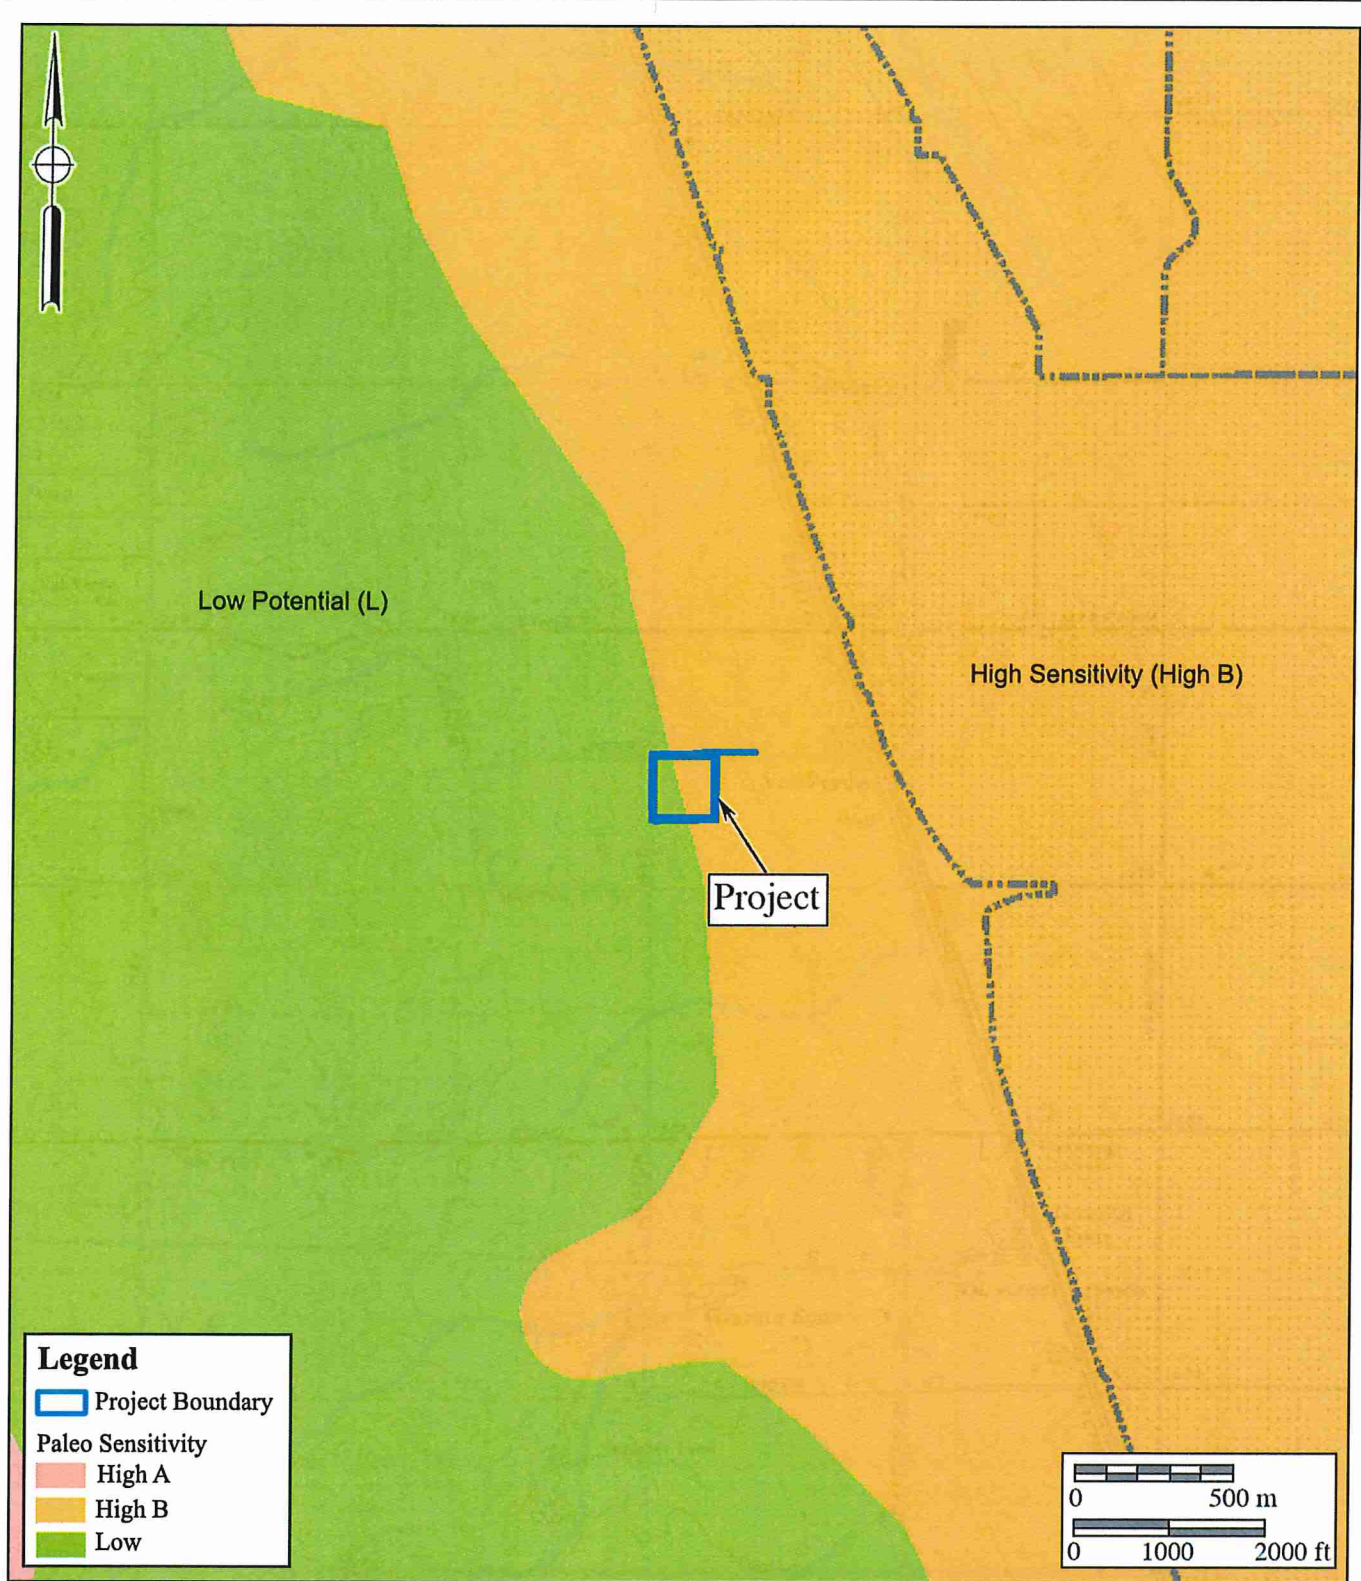 Low Potential (L)
High Sensitivity (High B)
Project
Legend
Project Boundary
Paleo Sensitivity
High A
High B
Low
0 500 m
0 1000 2000 ft